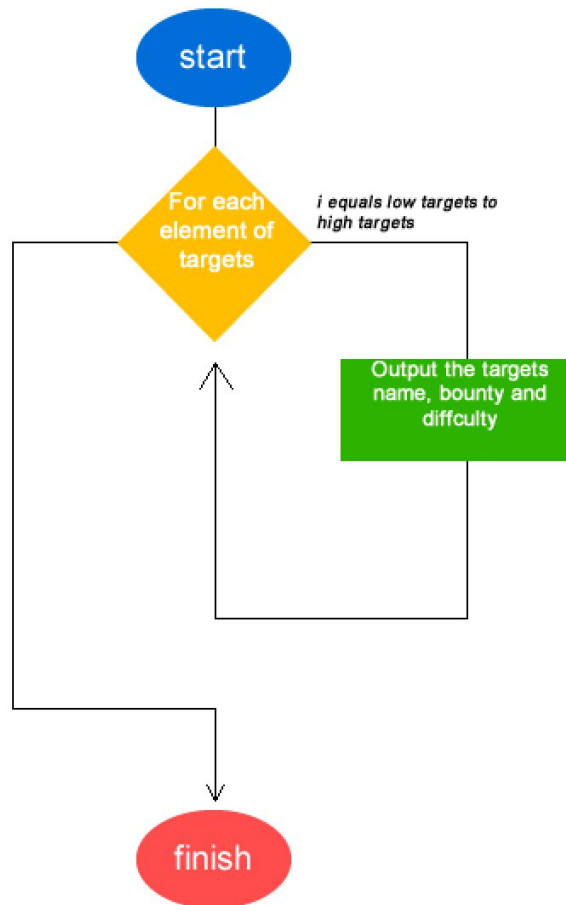 start
For each
element of
targets
i equals low targets to
high targets
Output the targets
name, bounty and
diffculty
finish